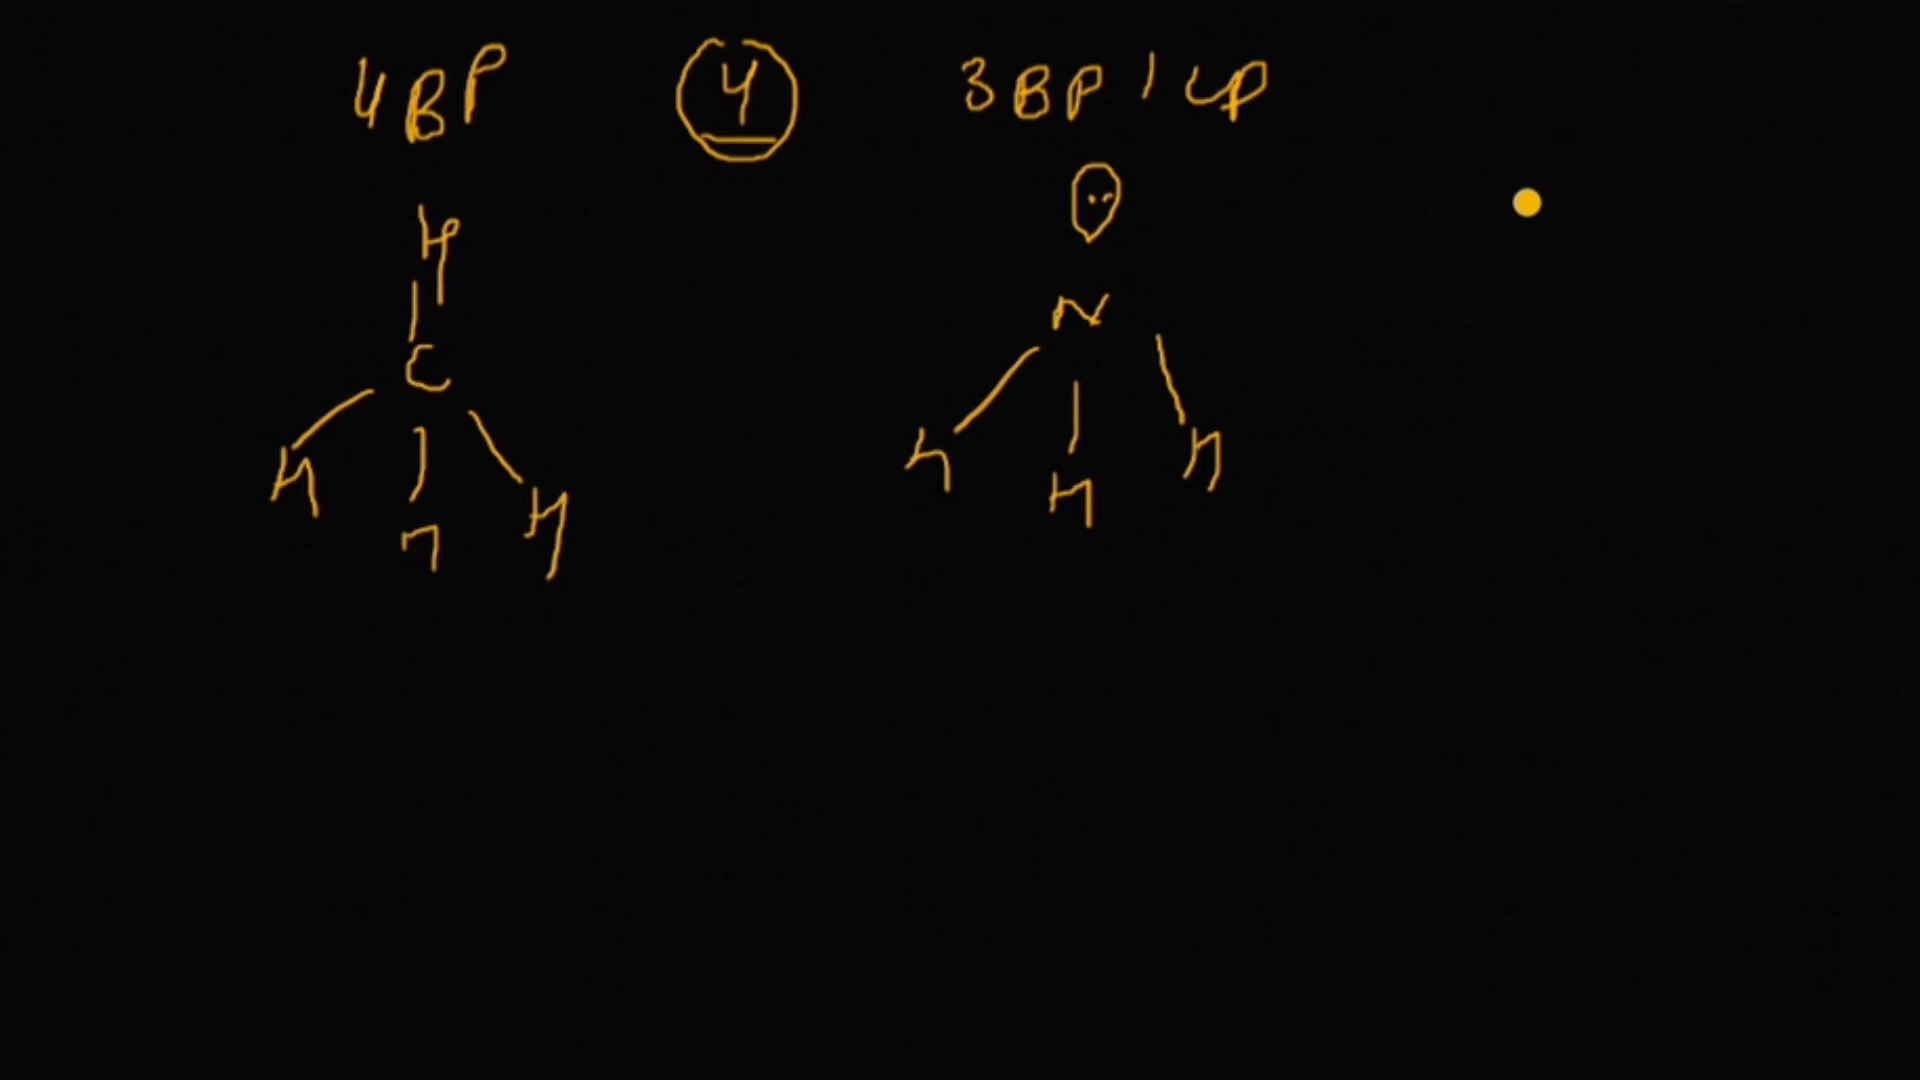 4BP 4 3BP 1LP
H
C
H H H
N
H H H